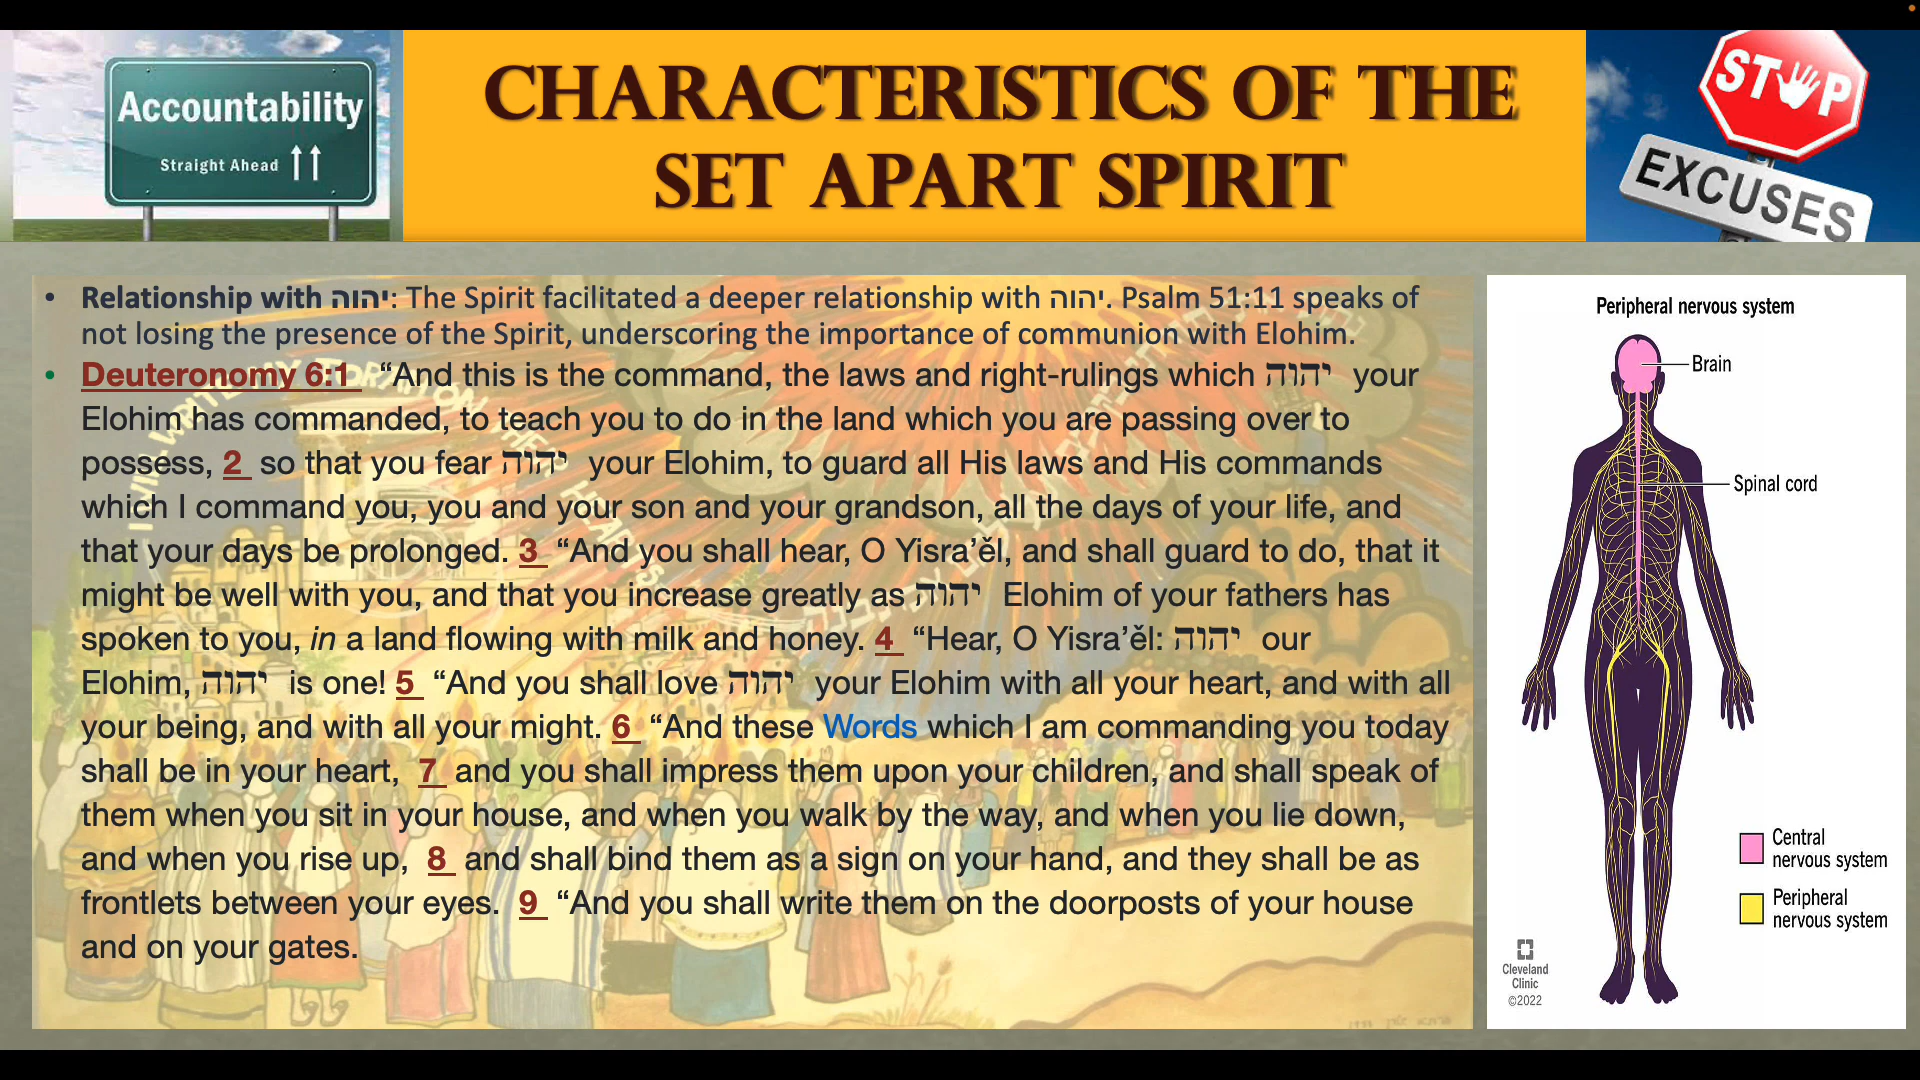 Accountability
Straight Ahead
CHARACTERISTICS OF THE
SET APART SPIRIT
STOP
EXCUSES
• Relationship with יהוה: The Spirit facilitated a deeper relationship with יהוה. Psalm 51:11 speaks of
not losing the presence of the Spirit, underscoring the importance of communion with Elohim.
• Deuteronomy 6:1 “And this is the command, the laws and right-rulings which יהוה your
Elohim has commanded, to teach you to do in the land which you are passing over to
possess, 2 so that you fear יהוה your Elohim, to guard all His laws and His commands
which I command you, you and your son and your grandson, all the days of your life, and
that your days be prolonged. 3 “And you shall hear, O Yisra’ěl, and shall guard to do, that it
might be well with you, and that you increase greatly as יהוה Elohim of your fathers has
spoken to you, in a land flowing with milk and honey. 4 “Hear, O Yisra’ěl: יהוה our
Elohim, יהוה is one! 5 “And you shall love יהוה your Elohim with all your heart, and with all
your being, and with all your might. 6 “And these Words which I am commanding you today
shall be in your heart, 7 and you shall impress them upon your children, and shall speak of
them when you sit in your house, and when you walk by the way, and when you lie down,
and when you rise up, 8 and shall bind them as a sign on your hand, and they shall be as
frontlets between your eyes. 9 “And you shall write them on the doorposts of your house
and on your gates.
Peripheral nervous system
Brain
Spinal cord
Central
nervous system
Peripheral
nervous system
Cleveland
Clinic
©2022